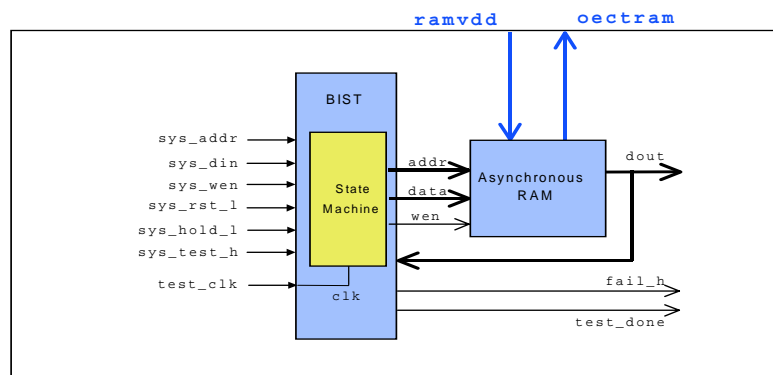 ramvdd
oectram
BIST
sys_addr
sys_din
sys_wen
sys_rst_l
sys_hold_l
sys_test_h
test_clk
State
Machine
clk
addr
data
wen
Asynchronous
RAM
dout
fail_h
test_done